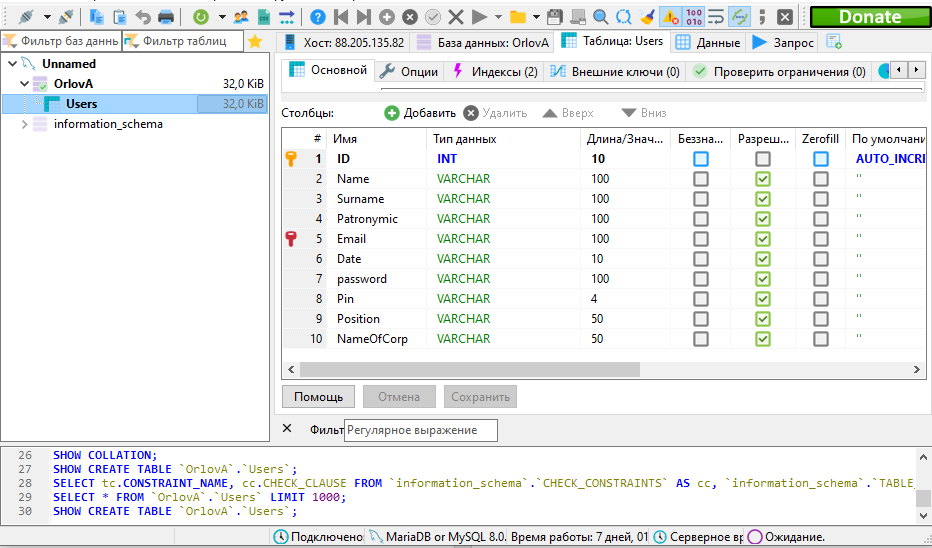 Donate
Фильтр баз данны
Фильтр таблиц
Хост: 88.205.135.82
База данных: OrlovA
Таблица: Users
Данные
Запрос
Unnamed
OrlovA 32,0 KiB
Users 32,0 KiB
information_schema
Основной
Опции
Индексы (2)
Внешние ключи (0)
Проверить ограничения (0)
Столбцы:
Добавить
Удалить
Вверх
Вниз
# Имя Тип данных Длина/Знач... Беззна... Разреш... Zerofill По умолчани
1 ID INT 10 AUTO_INCRE
2 Name VARCHAR 100 ''
3 Surname VARCHAR 100 ''
4 Patronymic VARCHAR 100 ''
5 Email VARCHAR 100 ''
6 Date VARCHAR 10 ''
7 password VARCHAR 100 ''
8 Pin VARCHAR 4 ''
9 Position VARCHAR 50 ''
10 NameOfCorp VARCHAR 50 ''
Помощь
Отмена
Сохранить
Фильт Регулярное выражение
26 SHOW COLLATION;
27 SHOW CREATE TABLE `OrlovA`.`Users`;
28 SELECT tc.CONSTRAINT_NAME, cc.CHECK_CLAUSE FROM `information_schema`.`CHECK_CONSTRAINTS` AS cc, `information_schema`.`TABLE_
29 SELECT * FROM `OrlovA`.`Users` LIMIT 1000;
30 SHOW CREATE TABLE `OrlovA`.`Users`;
Подключено:
MariaDB or MySQL 8.0.
Время работы: 7 дней, 01
Серверное вр
Ожидание.